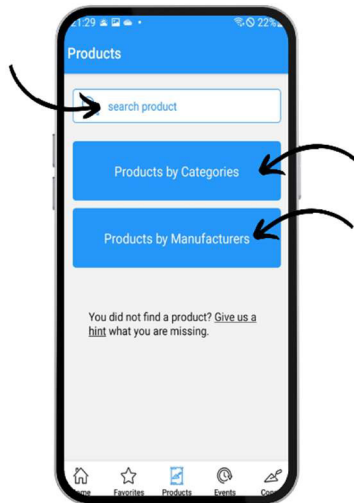 21:29 22%
Products
search product
Products by Categories
Products by Manufacturers
You did not find a product? Give us a
hint what you are missing.
Favorites Products Events